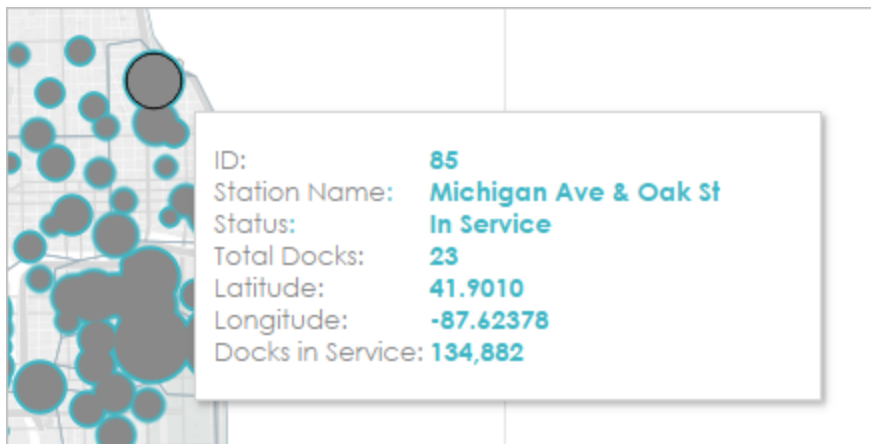 ID: 85
Station Name: Michigan Ave & Oak St
Status: In Service
Total Docks: 23
Latitude: 41.9010
Longitude: -87.62378
Docks in Service: 134,882